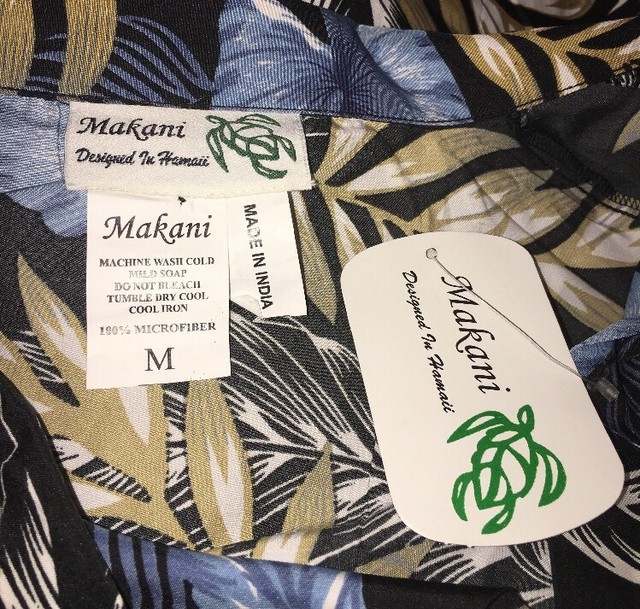 Makani
Designed In Hawaii
Makani
MACHINE WASH COLD
MILD SOAP
DO NOT BLEACH
TUMBLE DRY COOL
COOL IRON
100% MICROFIBER
M
MADE IN INDIA
Makani
Designed In Hawaii